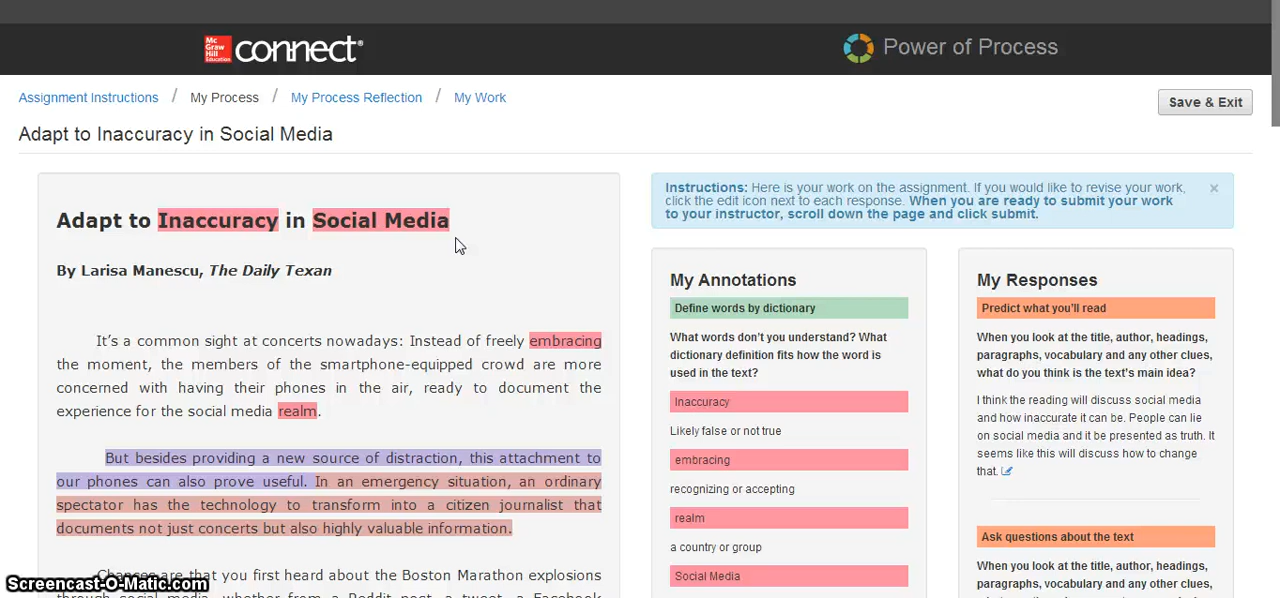 Mc
Graw
Hill
Education
connect®
Power of Process
Assignment Instructions / My Process / My Process Reflection / My Work
Save & Exit
Adapt to Inaccuracy in Social Media
Adapt to Inaccuracy in Social Media
By Larisa Manescu, The Daily Texan
It's a common sight at concerts nowadays: Instead of freely embracing
the moment, the members of the smartphone-equipped crowd are more
concerned with having their phones in the air, ready to document the
experience for the social media realm.
But besides providing a new source of distraction, this attachment to
our phones can also prove useful. In an emergency situation, an ordinary
spectator has the technology to transform into a citizen journalist that
documents not just concerts but also highly valuable information.
Chances are that you first heard about the Boston Marathon explosions
through social media, whether from a Reddit post, a tweet, a Facebook
Instructions: Here is your work on the assignment. If you would like to revise your work,
click the edit icon next to each response. When you are ready to submit your work
to your instructor, scroll down the page and click submit.
×
My Annotations
Define words by dictionary
What words don't you understand? What
dictionary definition fits how the word is
used in the text?
Inaccuracy
Likely false or not true
embracing
recognizing or accepting
realm
a country or group
Social Media
My Responses
Predict what you'll read
When you look at the title, author, headings,
paragraphs, vocabulary and any other clues,
what do you think is the text's main idea?
I think the reading will discuss social media
and how inaccurate it can be. People can lie
on social media and it be presented as truth. It
seems like this will discuss how to change
that.
Ask questions about the text
When you look at the title, author, headings,
paragraphs, vocabulary and any other clues,
Screencast-O-Matic.com